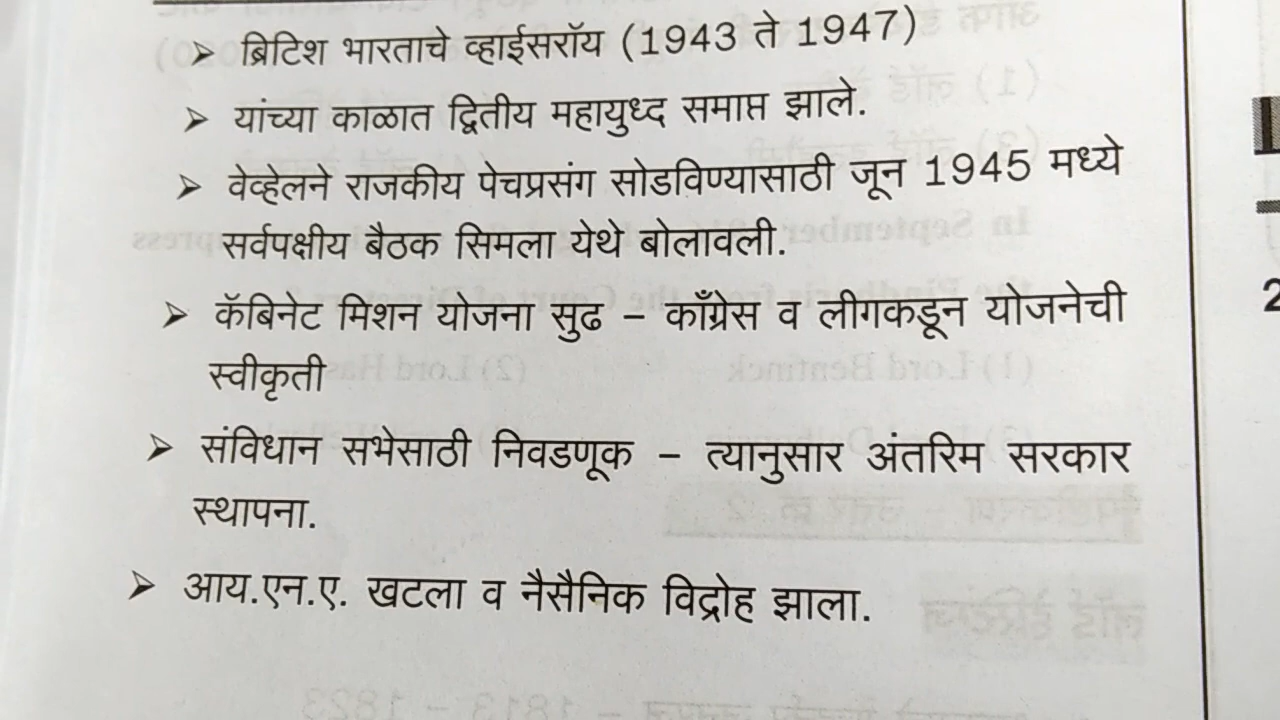 ➤ ब्रिटिश भारताचे व्हाईसरॉय (1943 ते 1947)
➤ यांच्या काळात द्वितीय महायुध्द समाप्त झाले.
➤ वेव्हेलने राजकीय पेचप्रसंग सोडविण्यासाठी जून 1945 मध्ये
सर्वपक्षीय बैठक सिमला येथे बोलावली.
➤ कॅबिनेट मिशन योजना सुढ – काँग्रेस व लीगकडून योजनेची
स्वीकृती
➤ संविधान सभेसाठी निवडणूक – त्यानुसार अंतरिम सरकार
स्थापना.
➤ आय.एन.ए. खटला व नैसैनिक विद्रोह झाला.
2